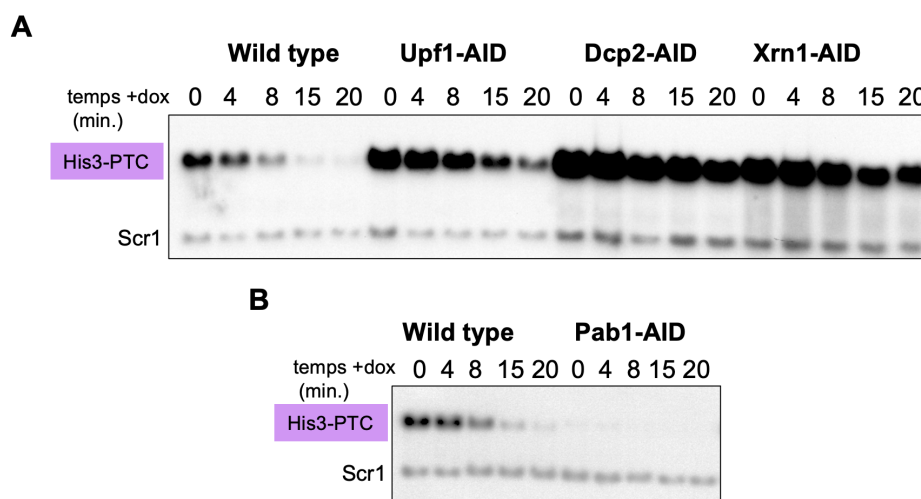 A
Wild type Upf1-AID Dcp2-AID Xrn1-AID
temps +dox 0 4 8 15 20 0 4 8 15 20 0 4 8 15 20 0 4 8 15 20
(min.)
His3-PTC
Scr1
B
Wild type Pab1-AID
temps +dox 0 4 8 15 20 0 4 8 15 20
(min.)
His3-PTC
Scr1